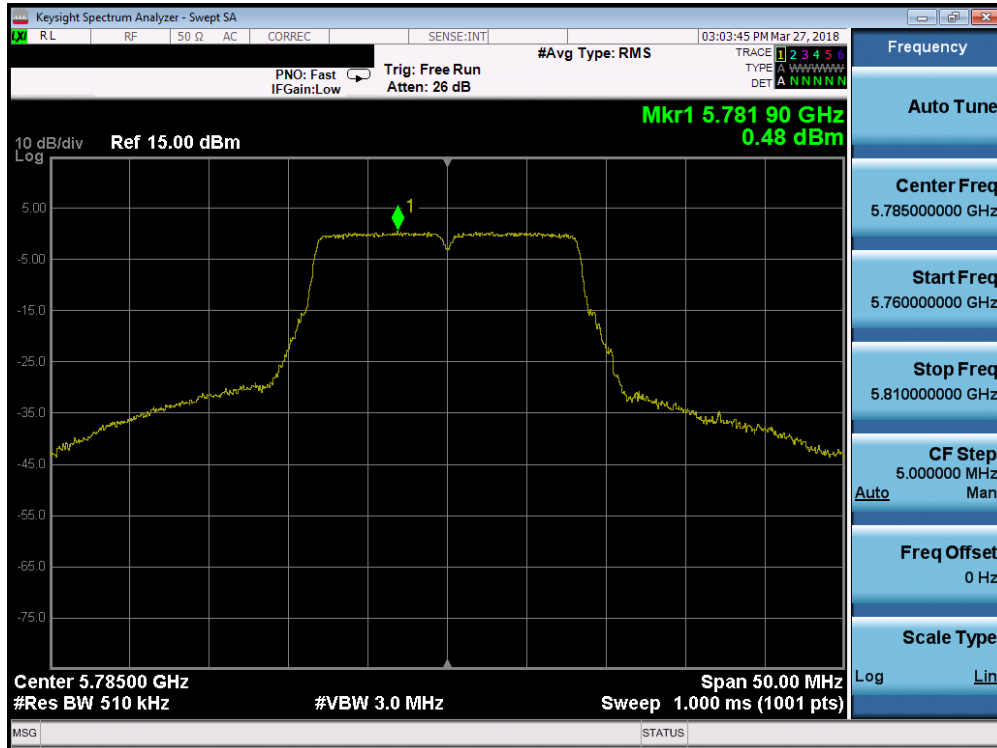 Keysight Spectrum Analyzer - Swept SA
LXI RL RF 50 Ω AC CORREC SENSE:INT 03:03:45 PM Mar 27, 2018
#Avg Type: RMS TRACE 1 2 3 4 5 6
PNO: Fast Trig: Free Run TYPE A WWWWW
IFGain:Low Atten: 26 dB DET A N N N N N
Mkr1 5.781 90 GHz
0.48 dBm
10 dB/div Ref 15.00 dBm
Log
1
5.00
-5.00
-15.0
-25.0
-35.0
-45.0
-55.0
-65.0
-75.0
Center 5.78500 GHz Span 50.00 MHz
#Res BW 510 kHz #VBW 3.0 MHz Sweep 1.000 ms (1001 pts)
MSG STATUS
Frequency
Auto Tune
Center Freq
5.785000000 GHz
Start Freq
5.760000000 GHz
Stop Freq
5.810000000 GHz
CF Step
5.000000 MHz
Auto Man
Freq Offset
0 Hz
Scale Type
Log Lin